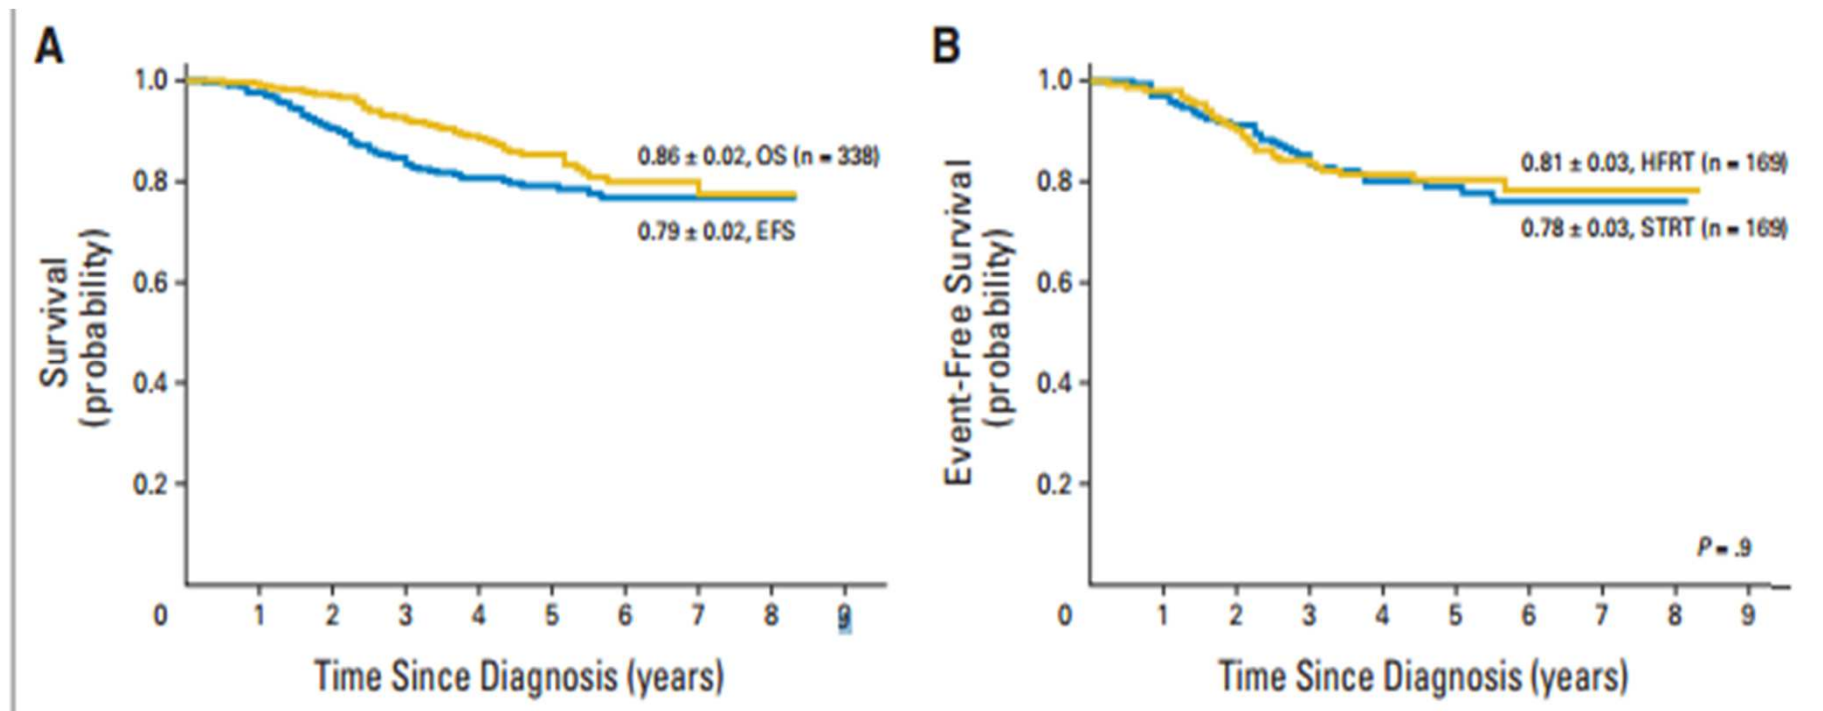 A
1.0
0.8
0.6
0.4
0.2
0
1 2 3 4 5 6 7 8 9
Survival
(probability)
Time Since Diagnosis (years)
0.86 ± 0.02, OS (n = 338)
0.79 ± 0.02, EFS
B
1.0
0.8
0.6
0.4
0.2
0
1 2 3 4 5 6 7 8 9
Event-Free Survival
(probability)
Time Since Diagnosis (years)
0.81 ± 0.03, HFRT (n = 169)
0.78 ± 0.03, STRT (n = 169)
P = .9